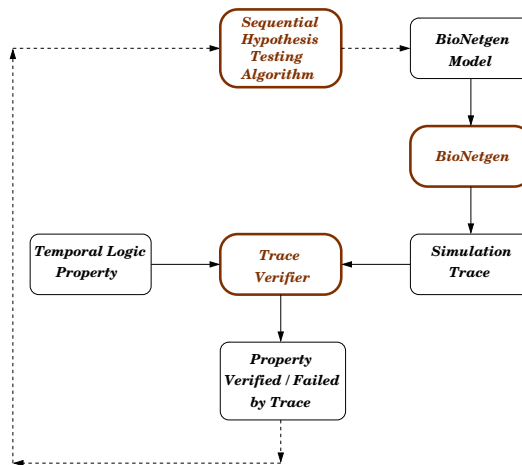 Sequential
Hypothesis
Testing
Algorithm
BioNetgen
Model
BioNetgen
Temporal Logic
Property
Trace
Verifier
Simulation
Trace
Property
Verified / Failed
by Trace